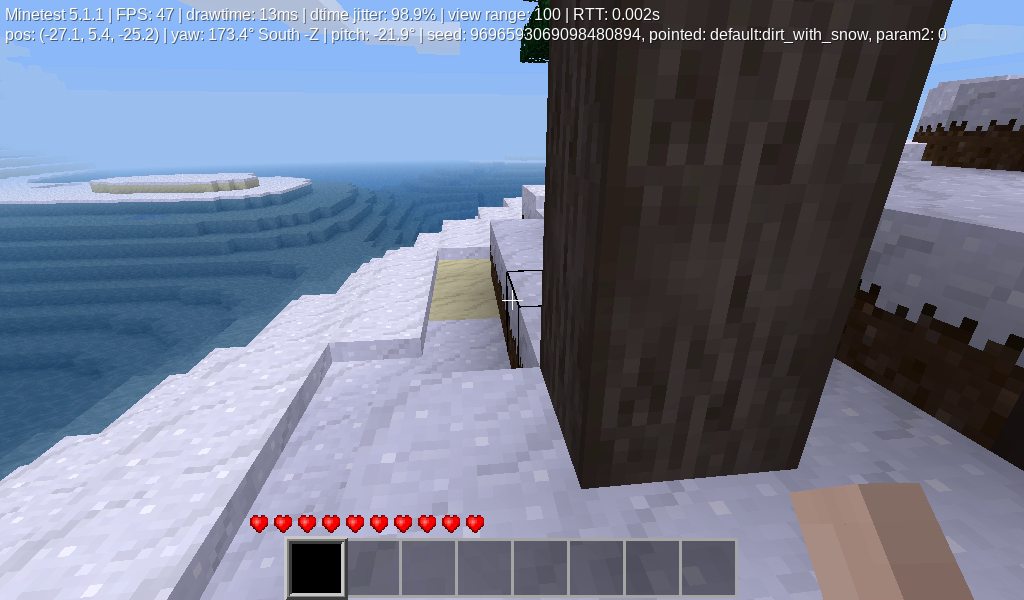 Minetest 5.1.1 | FPS: 47 | drawtime: 13ms | dtime jitter: 98.9% | view range: 100 | RTT: 0.002s
pos: (-27.1, 5.4, -25.2) | yaw: 173.4° South -Z | pitch: -21.9° | seed: 9696593069098480894, pointed: default:dirt_with_snow, param2: 0